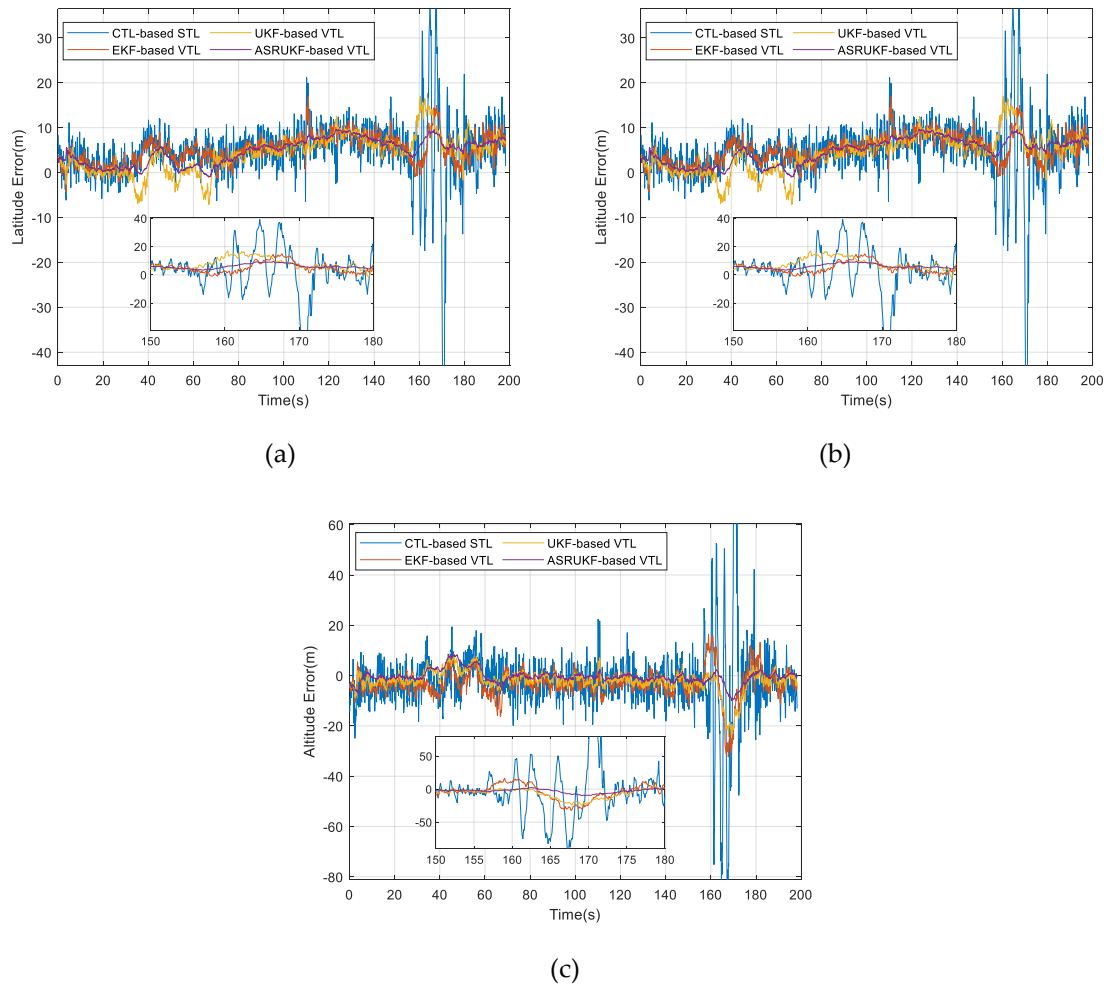 CTL-based STL UKF-based VTL
EKF-based VTL ASRUKF-based VTL
Latitude Error(m)
30
20
10
0
-10
-20
-30
-40
40
20
0
-20
150 160 170 180
0 20 40 60 80 100 120 140 160 180 200
Time(s)
(a)
CTL-based STL UKF-based VTL
EKF-based VTL ASRUKF-based VTL
Latitude Error(m)
30
20
10
0
-10
-20
-30
-40
40
20
0
-20
150 160 170 180
0 20 40 60 80 100 120 140 160 180 200
Time(s)
(b)
CTL-based STL UKF-based VTL
EKF-based VTL ASRUKF-based VTL
Altitude Error(m)
60
40
20
0
-20
-40
-60
-80
50
0
-50
150 155 160 165 170 175 180
0 20 40 60 80 100 120 140 160 180 200
Time(s)
(c)